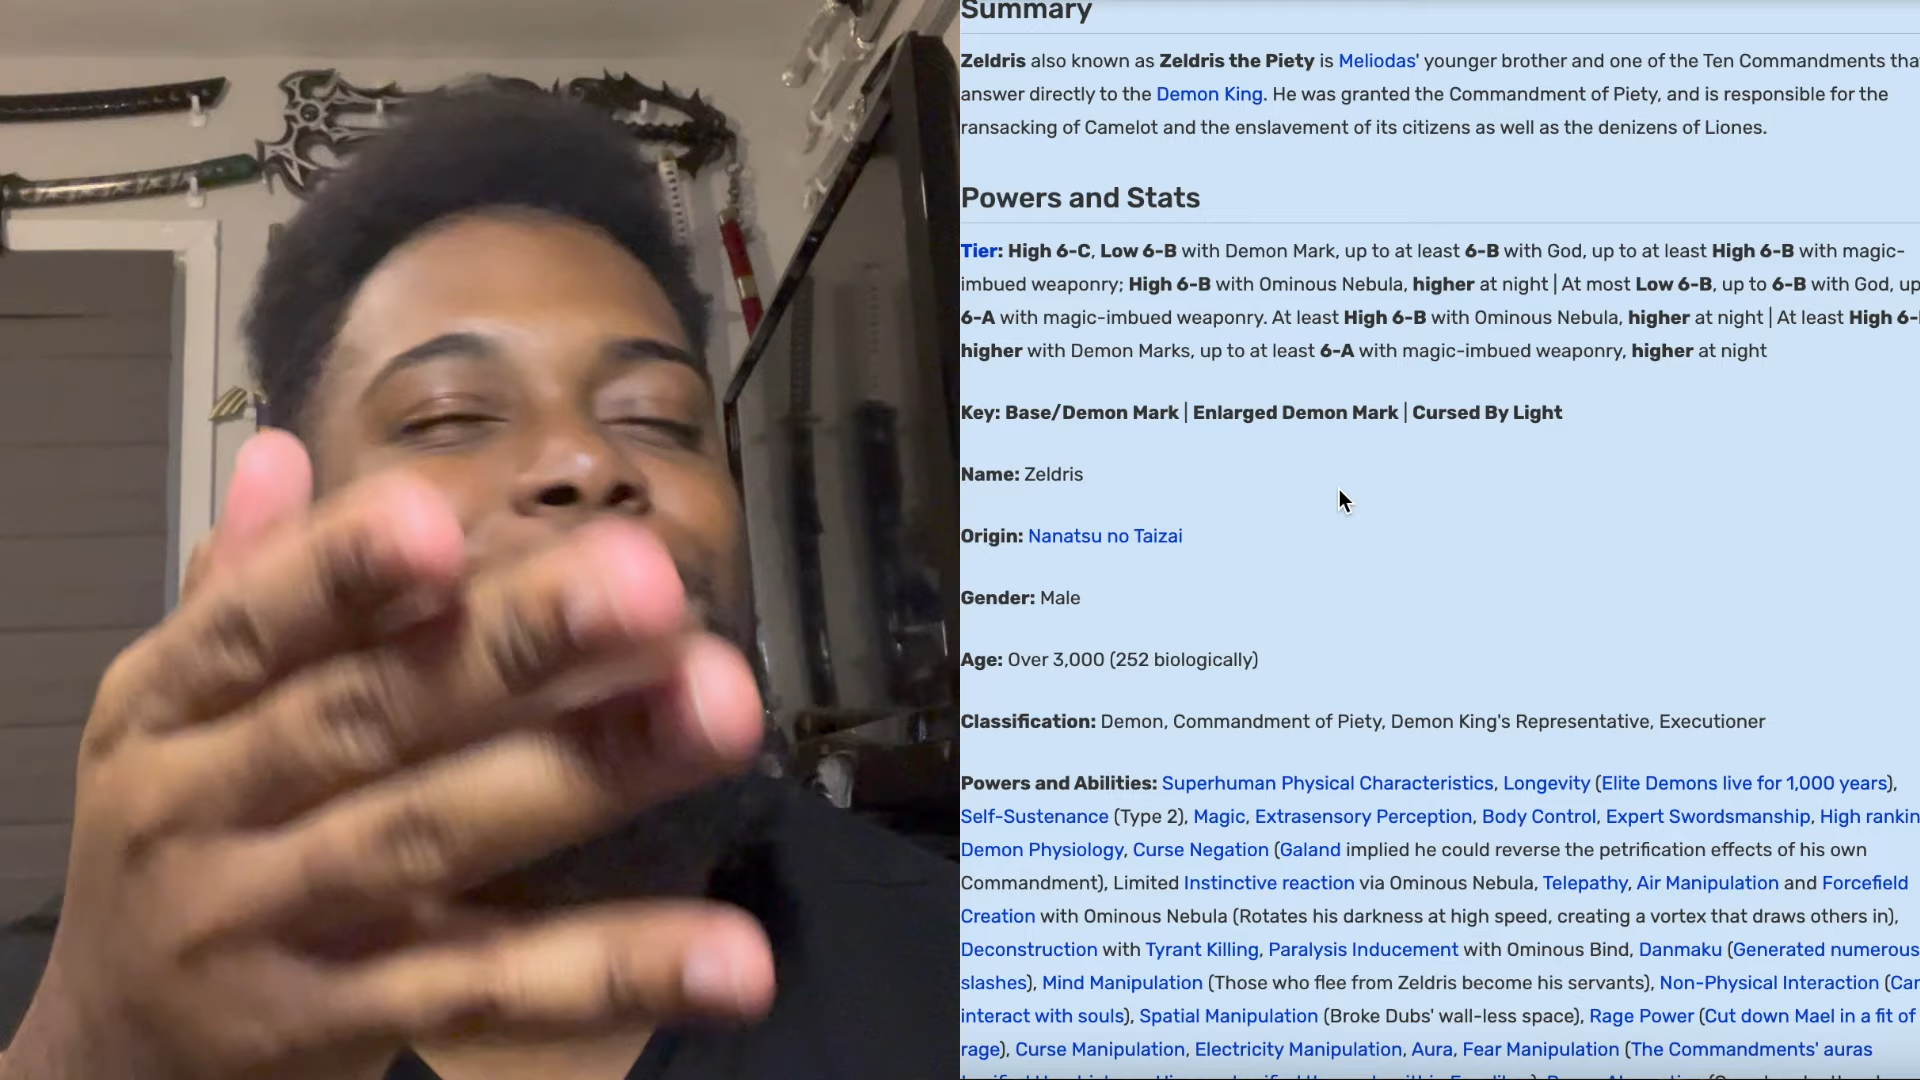 Summary
Zeldris also known as Zeldris the Piety is Meliodas' younger brother and one of the Ten Commandments tha
answer directly to the Demon King. He was granted the Commandment of Piety, and is responsible for the
ransacking of Camelot and the enslavement of its citizens as well as the denizens of Liones.
Powers and Stats
Tier: High 6-C, Low 6-B with Demon Mark, up to at least 6-B with God, up to at least High 6-B with magic-
imbued weaponry; High 6-B with Ominous Nebula, higher at night | At most Low 6-B, up to 6-B with God, up
6-A with magic-imbued weaponry. At least High 6-B with Ominous Nebula, higher at night | At least High 6-
higher with Demon Marks, up to at least 6-A with magic-imbued weaponry, higher at night
Key: Base/Demon Mark | Enlarged Demon Mark | Cursed By Light
Name: Zeldris
Origin: Nanatsu no Taizai
Gender: Male
Age: Over 3,000 (252 biologically)
Classification: Demon, Commandment of Piety, Demon King's Representative, Executioner
Powers and Abilities: Superhuman Physical Characteristics, Longevity (Elite Demons live for 1,000 years),
Self-Sustenance (Type 2), Magic, Extrasensory Perception, Body Control, Expert Swordsmanship, High rankin
Demon Physiology, Curse Negation (Galand implied he could reverse the petrification effects of his own
Commandment), Limited Instinctive reaction via Ominous Nebula, Telepathy, Air Manipulation and Forcefield
Creation with Ominous Nebula (Rotates his darkness at high speed, creating a vortex that draws others in),
Deconstruction with Tyrant Killing, Paralysis Inducement with Ominous Bind, Danmaku (Generated numerous
slashes), Mind Manipulation (Those who flee from Zeldris become his servants), Non-Physical Interaction (Can
interact with souls), Spatial Manipulation (Broke Dubs' wall-less space), Rage Power (Cut down Mael in a fit of
rage), Curse Manipulation, Electricity Manipulation, Aura, Fear Manipulation (The Commandments' auras